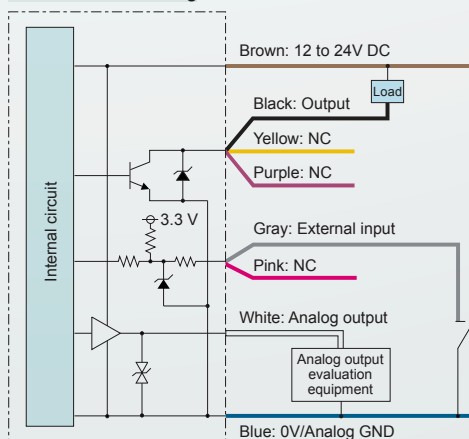 Brown: 12 to 24V DC
Load
Black: Output
Yellow: NC
Purple: NC
3.3 V
Internal circuit
Gray: External input
Pink: NC
White: Analog output
Analog output
evaluation
equipment
Blue: 0V/Analog GND